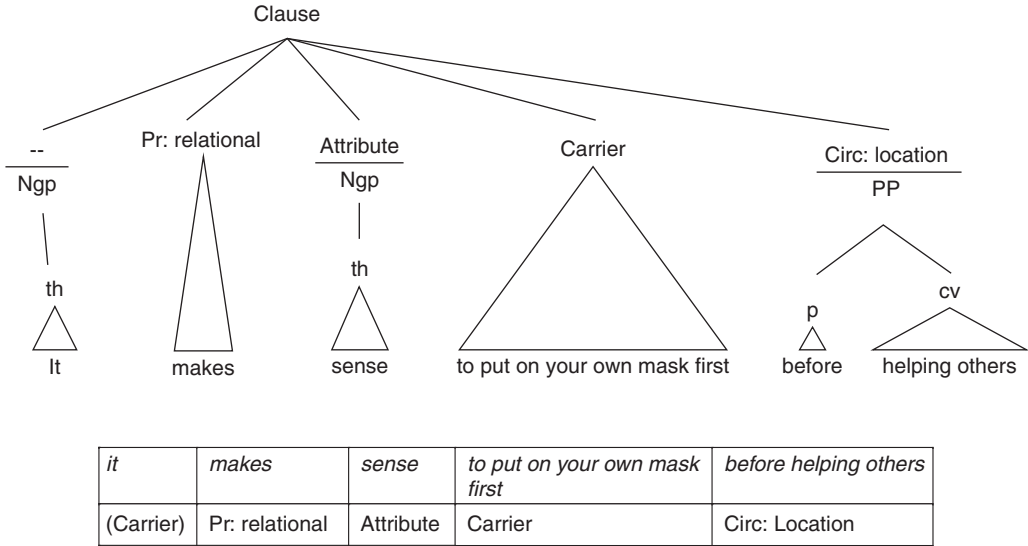 Clause
-- Pr: relational Attribute Carrier Circ: location
Ngp Ngp PP
th th p cv
It makes sense to put on your own mask first before helping others
it makes sense to put on your own mask before helping others
first
(Carrier) Pr: relational Attribute Carrier Circ: Location